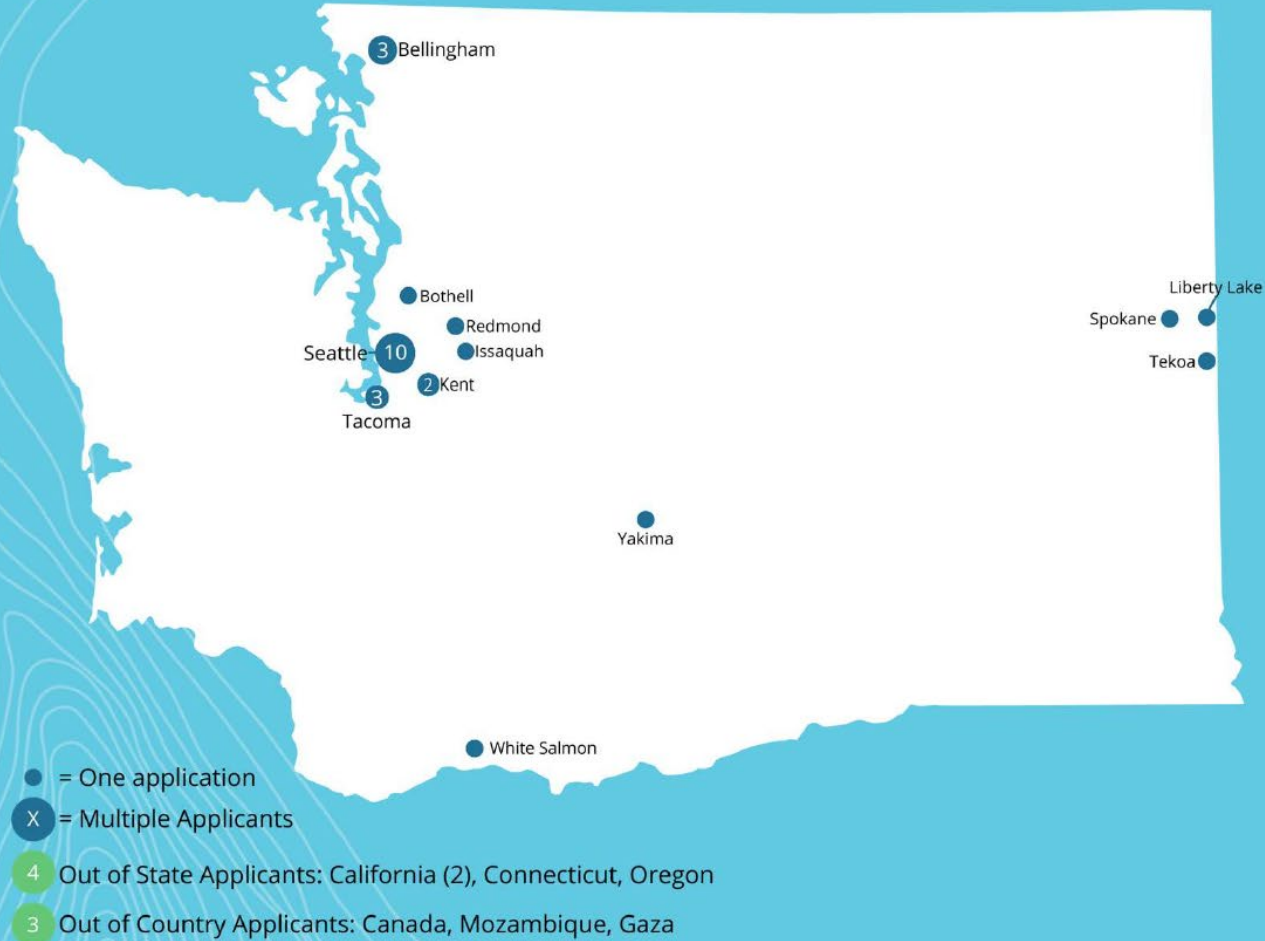 3 Bellingham
Bothell
Redmond
Seattle 10 Issaquah
2 Kent
3
Tacoma
Liberty Lake
Spokane
Tekoa
Yakima
White Salmon
= One application
X = Multiple Applicants
4 Out of State Applicants: California (2), Connecticut, Oregon
3 Out of Country Applicants: Canada, Mozambique, Gaza